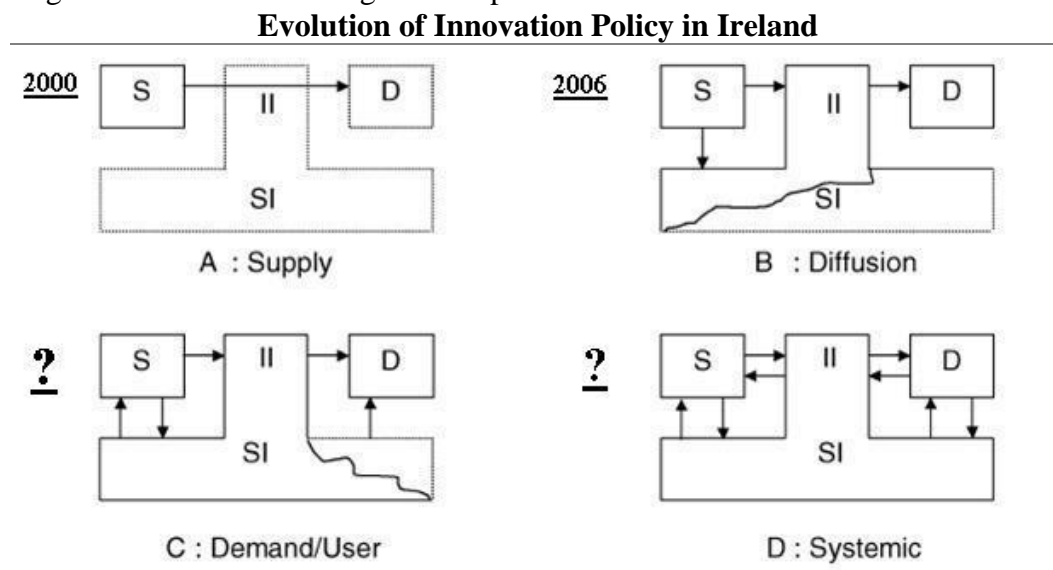 Evolution of Innovation Policy in Ireland
2000
S
II
D
SI
A : Supply
2006
S
II
D
SI
B : Diffusion
?
S
II
D
SI
C : Demand/User
?
S
II
D
SI
D : Systemic